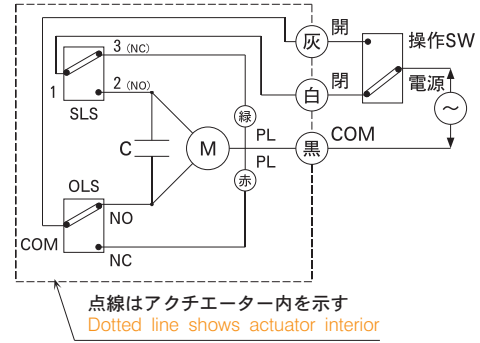 3 (NC)
灰 開
操作SW
1
2 (NO)
白 閉
電源
SLS
緑
C
M
PL
黒 COM
PL
赤
OLS
NO
COM
NC
点線はアクチエーター内を示す
Dotted line shows actuator interior